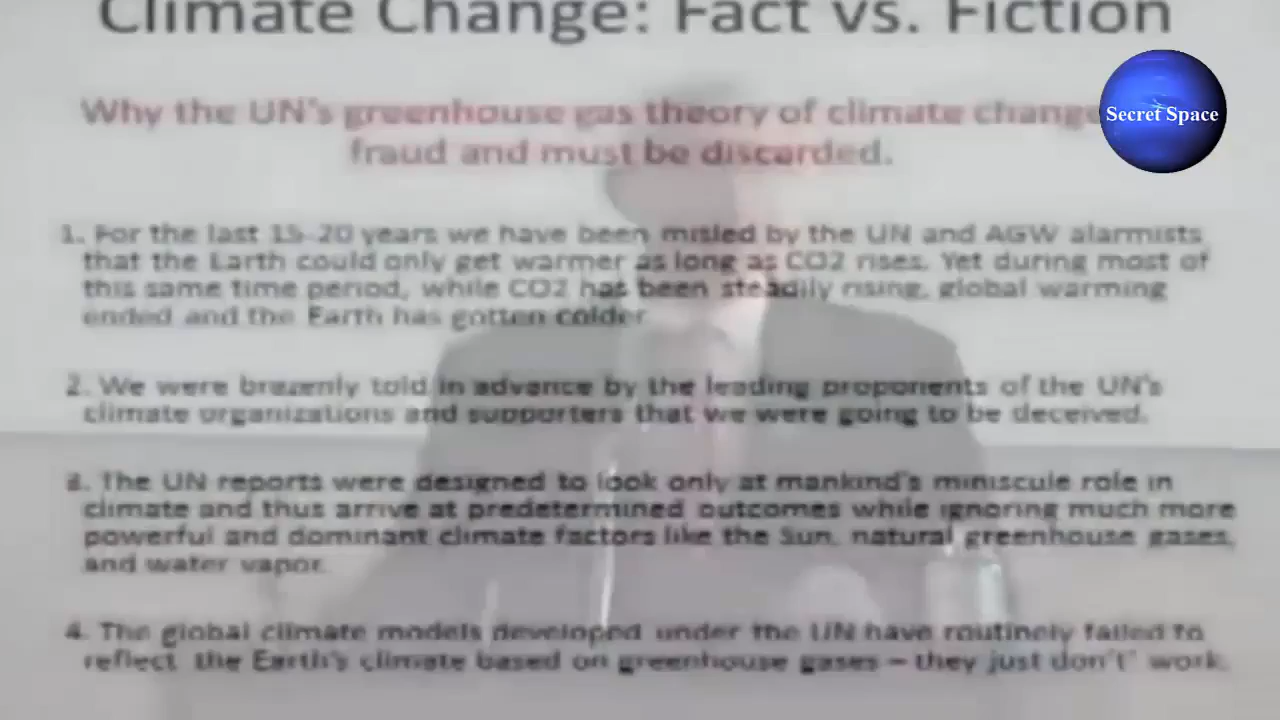 Climate Change: Fact vs. Fiction
Secret Space
Why the UN's greenhouse gas theory of climate change
fraud and must be discarded.
1. For the last 15-20 years we have been misled by the UN and AGW alarmists
that the Earth could only get warmer as long as CO2 rises. Yet during most of
this same time period, while CO2 has been steadily rising, global warming
ended and the Earth has gotten colder.
2. We were brazenly told in advance by the leading proponents of the UN's
climate organizations and supporters that we were going to be deceived.
3. The UN reports were designed to look only at mankind's miniscule role in
climate and thus arrive at predetermined outcomes while ignoring much more
powerful and dominant climate factors like the Sun, natural greenhouse gases,
and water vapor.
4. The global climate models developed under the UN have routinely failed to
reflect the Earth's climate based on greenhouse gases – they just don't" work.